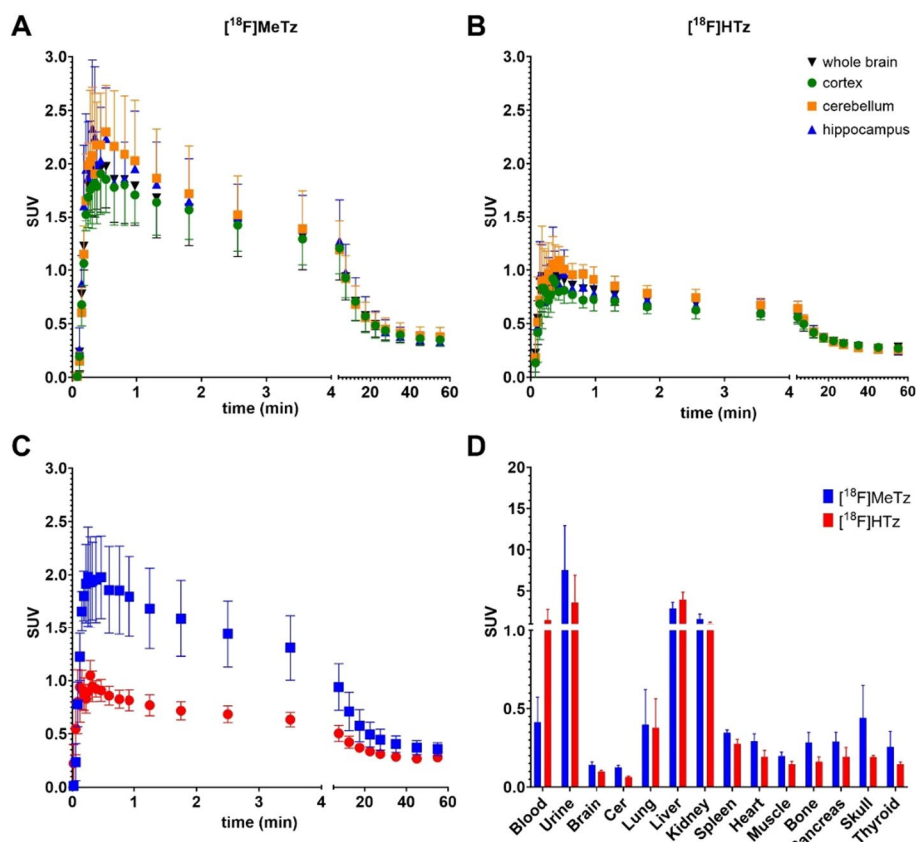 A
[¹⁸F]MeTz
3.0
2.5
2.0
1.5
1.0
0.5
0.0
SUV
0
1
2
3
4
20
40
60
time (min)
B
[¹⁸F]HTz
3.0
2.5
2.0
1.5
1.0
0.5
0.0
SUV
0
1
2
3
4
20
40
60
time (min)
whole brain
cortex
cerebellum
hippocampus
C
3.0
2.5
2.0
1.5
1.0
0.5
0.0
SUV
0
1
2
3
4
20
40
60
time (min)
D
20
15
10
5
1.0
0.5
0.0
SUV
[¹⁸F]MeTz
[¹⁸F]HTz
Blood
Urine
Brain
Cer
Lung
Liver
Kidney
Spleen
Heart
Muscle
Bone
Pancreas
Skull
Thyroid